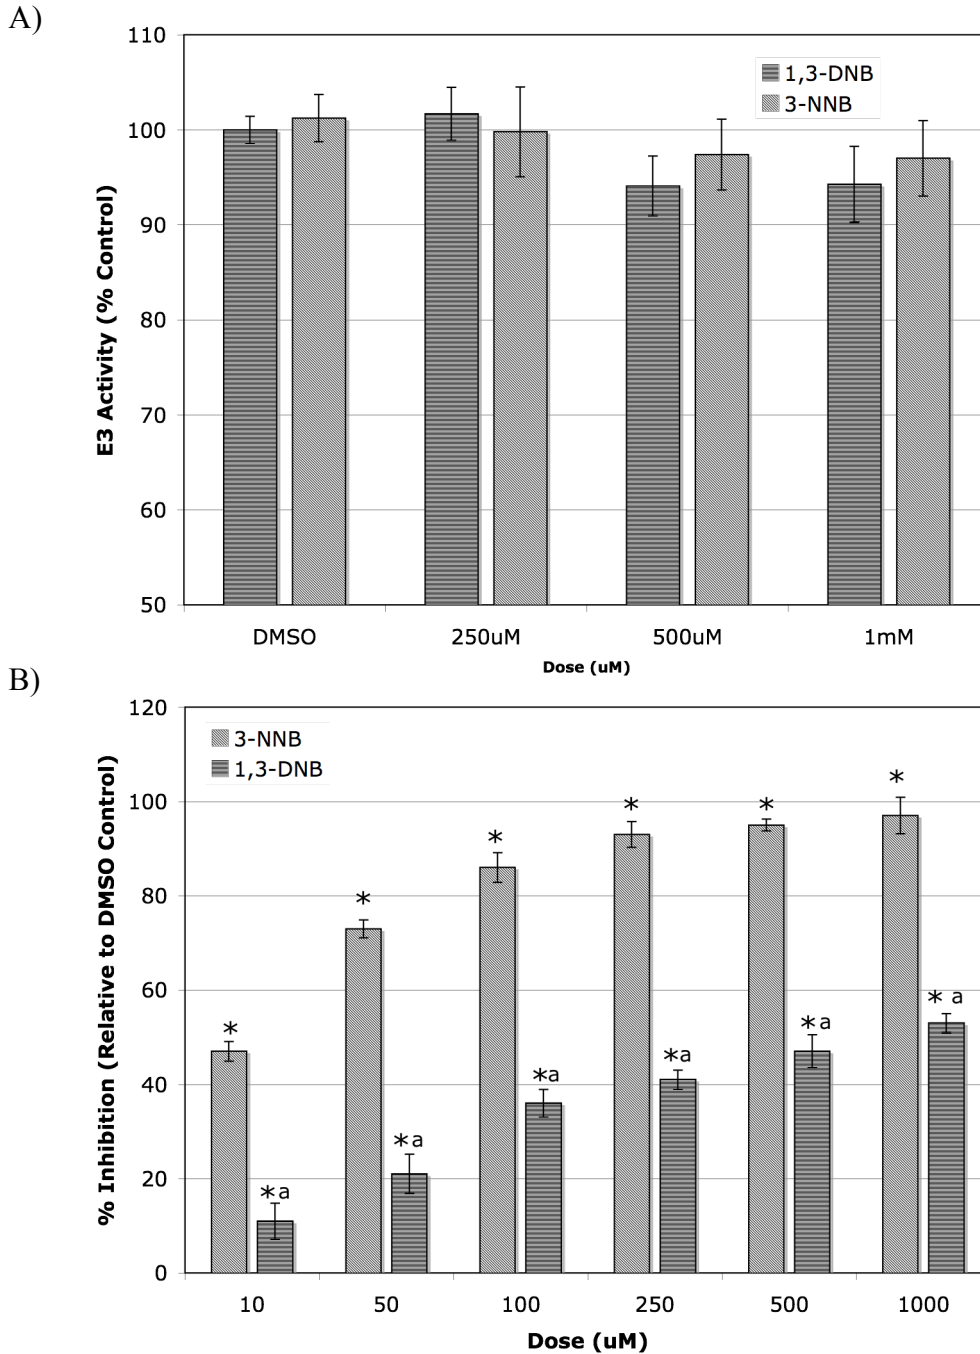 A)
110
100
90
80
70
60
50
E3 Activity (% Control)
1,3-DNB
3-NNB
DMSO 250uM 500uM 1mM
Dose (uM)
B)
120
100
80
60
40
20
0
% Inhibition (Relative to DMSO Control)
3-NNB
1,3-DNB
* * * * * *
*a *a *a *a *a * a
10 50 100 250 500 1000
Dose (uM)